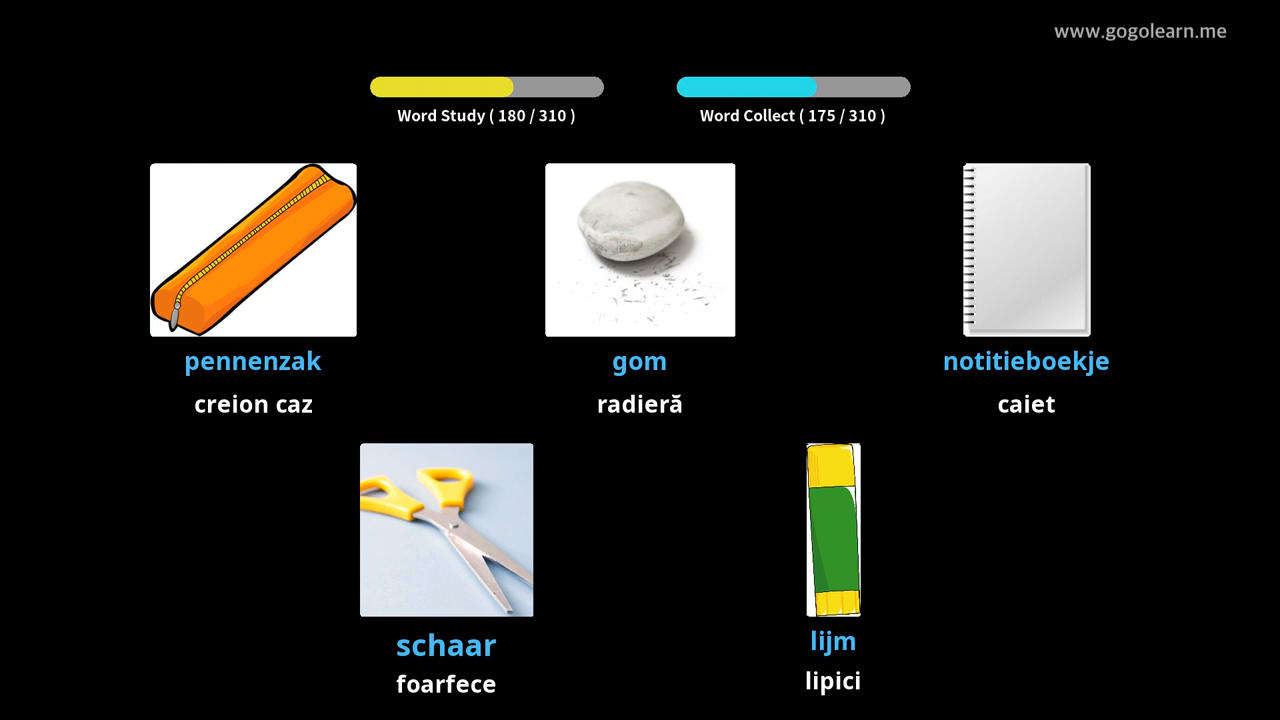 www.gogolearn.me
Word Study ( 180 / 310 )
Word Collect ( 175 / 310 )
pennenzak
gom
notitieboekje
creion caz
radieră
caiet
schaar
lijm
foarfece
lipici